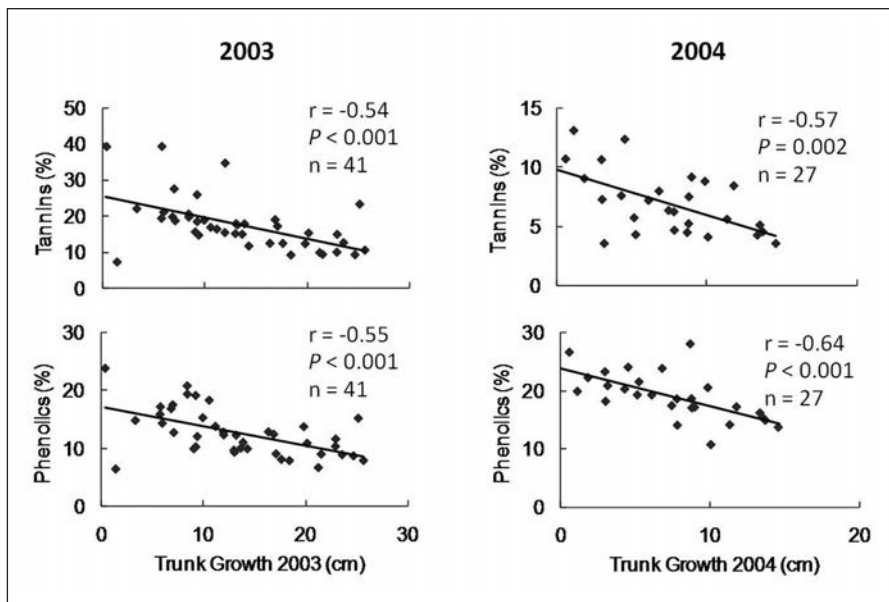 2003
2004
50
40
30
20
10
0
Tannins (%)
r = -0.54
P < 0.001
n = 41
15
10
5
0
Tannins (%)
r = -0.57
P = 0.002
n = 27
30
20
10
0
Phenolics (%)
r = -0.55
P < 0.001
n = 41
0 10 20 30
Trunk Growth 2003 (cm)
30
20
10
0
Phenolics (%)
r = -0.64
P < 0.001
n = 27
0 10 20
Trunk Growth 2004 (cm)